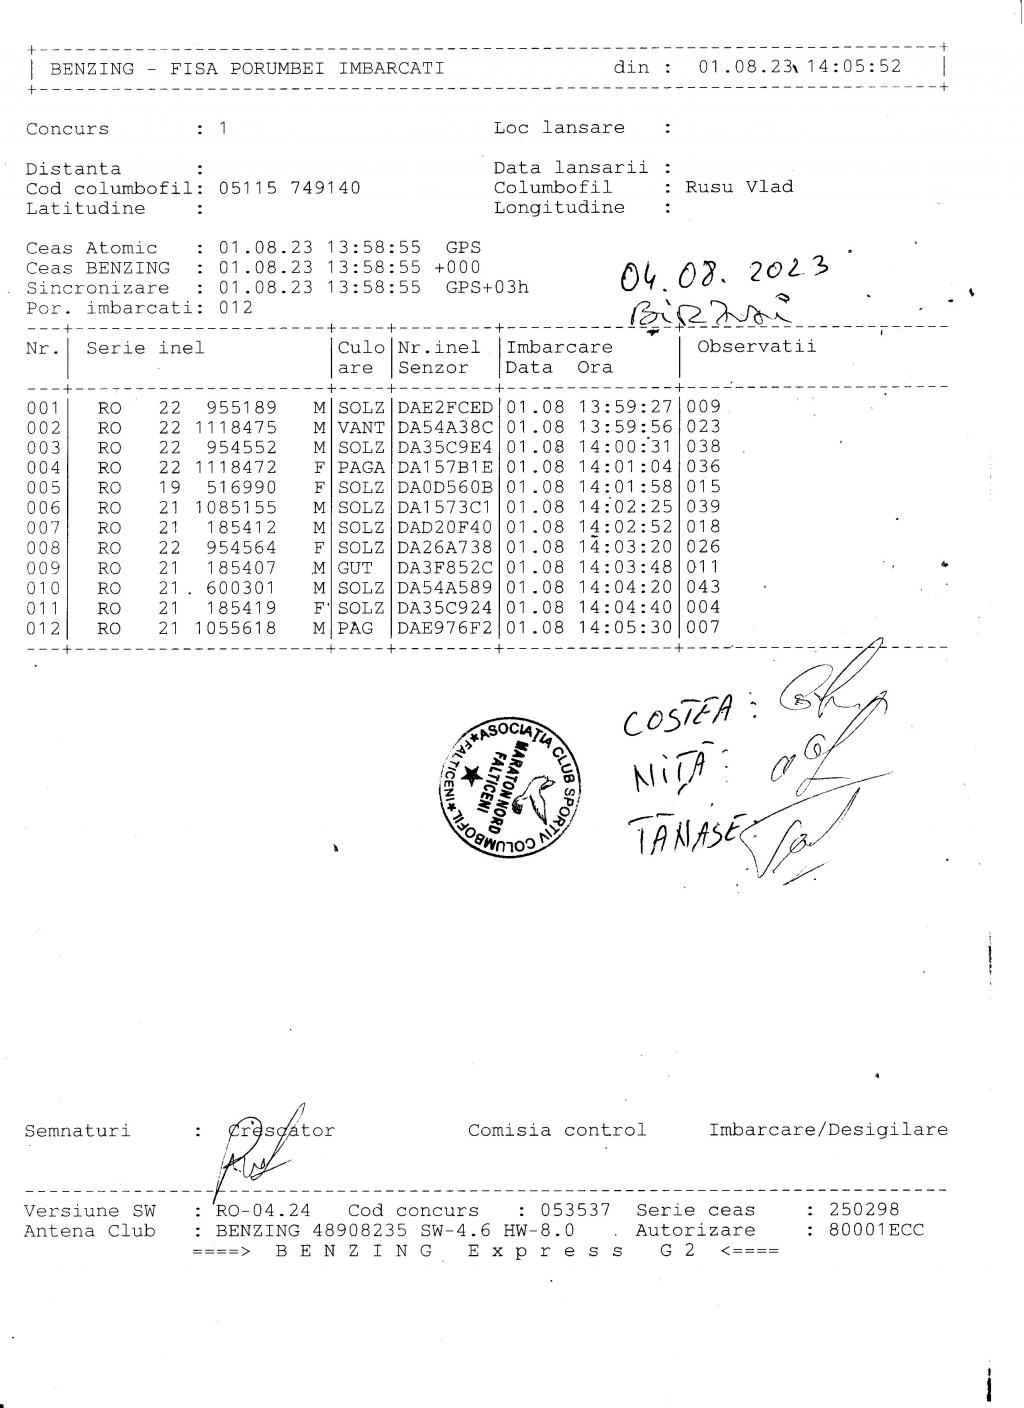 BENZING - FISA PORUMBEI IMBARCATI din : 01.08.23 14:05:52
Concurs : 1 Loc lansare :
Distanta : Data lansarii :
Cod columbofil: 05115 749140 Columbofil : Rusu Vlad
Latitudine : Longitudine :
Ceas Atomic : 01.08.23 13:58:55 GPS
Ceas BENZING : 01.08.23 13:58:55 +000
Sincronizare : 01.08.23 13:58:55 GPS+03h
Por. imbarcati: 012
04.08.2023
Nr. Serie inel Culo Nr.inel Imbarcare Observatii
are Senzor Data Ora
001 RO 22 955189 M SOLZ DAE2FCED 01.08 13:59:27 009
002 RO 22 1118475 M VANT DA54A38C 01.08 13:59:56 023
003 RO 22 954552 M SOLZ DA35C9E4 01.08 14:00:31 038
004 RO 22 1118472 F PAGA DA157B1E 01.08 14:01:04 036
005 RO 19 516990 F SOLZ DA0D560B 01.08 14:01:58 015
006 RO 21 1085155 M SOLZ DA1573C1 01.08 14:02:25 039
007 RO 21 185412 M SOLZ DAD20F40 01.08 14:02:52 018
008 RO 22 954564 F SOLZ DA26A738 01.08 14:03:20 026
009 RO 21 185407 M GUT DA3F852C 01.08 14:03:48 011
010 RO 21 600301 M SOLZ DA54A589 01.08 14:04:20 043
011 RO 21 185419 F SOLZ DA35C924 01.08 14:04:40 004
012 RO 21 1055618 M PAG DAE976F2 01.08 14:05:30 007
COSTEA :
NIȚĂ :
TĂNASE :
ASOCIAȚIA CLUB SPORTIV COLUMBOFIL FALTICENI
MARATON NORD
FALTICENI
Semnaturi : Crescator Comisia control Imbarcare/Desigilare
Versiune SW : RO-04.24 Cod concurs : 053537 Serie ceas : 250298
Antena Club : BENZING 48908235 SW-4.6 HW-8.0 Autorizare : 80001ECC
====> B E N Z I N G E x p r e s s G 2 <====